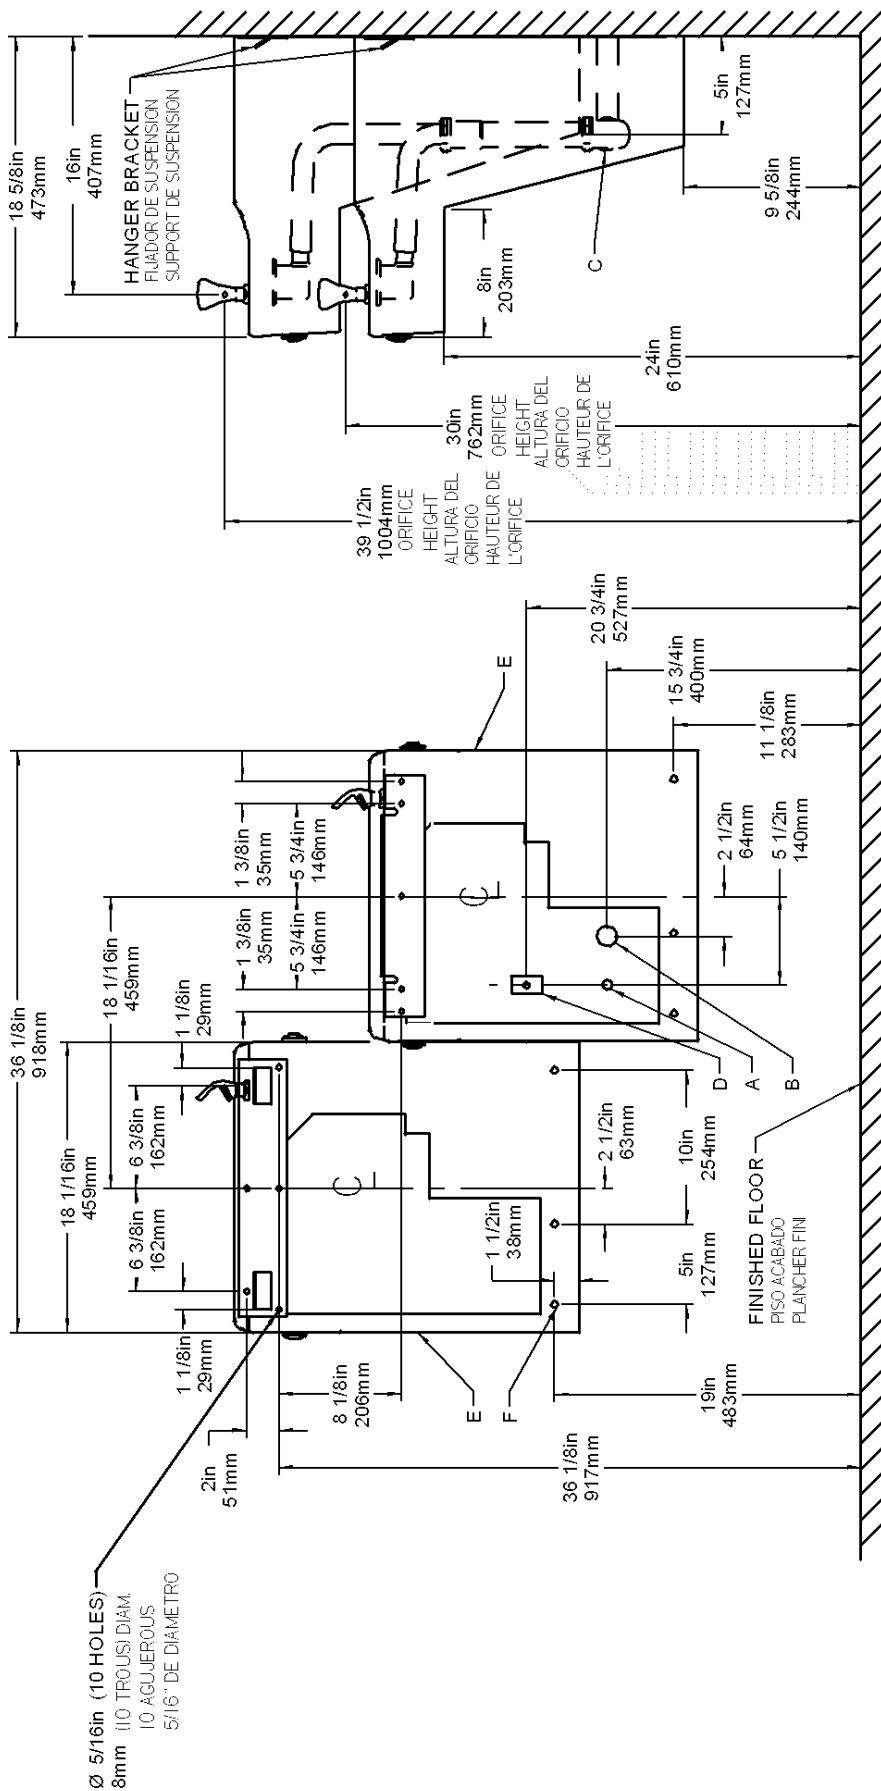 18 5/8in
473mm
16in
407mm
HANGER BRACKET
FIJADOR DE SUSPENSION
SUPPORT DE SUSPENSION
5in
127mm
9 5/8in
244mm
C
8in
203mm
24in
610mm
30in
762mm
ORIFICE
HEIGHT
ALTURA DEL
ORIFICIO
HAUTEUR DE
L'ORIFICE
39 1/2in
1004mm
ORIFICE
HEIGHT
ALTURA DEL
ORIFICIO
HAUTEUR DE
L'ORIFICE
20 3/4in
527mm
15 3/4in
400mm
11 1/8in
283mm
E
36 1/8in
918mm
18 1/16in
459mm
1 3/8in
35mm
5 3/4in
146mm
1 3/8in
35mm
5 3/4in
146mm
CL
2 1/2in
64mm
5 1/2in
140mm
D
A
B
18 1/16in
459mm
1 1/8in
29mm
6 3/8in
162mm
6 3/8in
162mm
1 1/8in
29mm
CL
2 1/2in
63mm
10in
254mm
1 1/2in
38mm
5in
127mm
FINISHED FLOOR
PISO ACABADO
PLANCHER FINI
2in
51mm
8 1/8in
206mm
E
F
19in
483mm
36 1/8in
917mm
Ø 5/16in (10 HOLES)
8mm (10 TROUS) DIAM.
10 AGUJEROUS
5/16" DE DIAMETRO